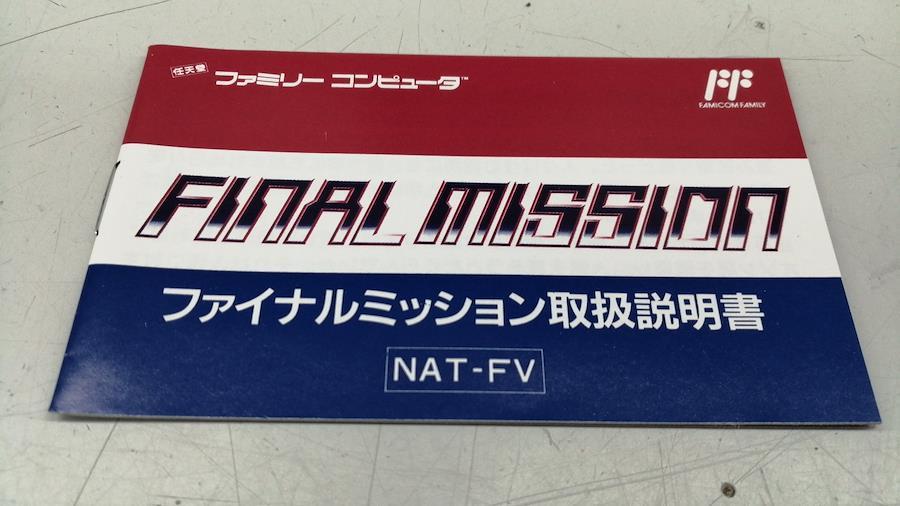 任天堂 ファミリー コンピュータ™
FF
FAMICOM FAMILY
FINAL MISSION
ファイナルミッション取扱説明書
NAT-FV